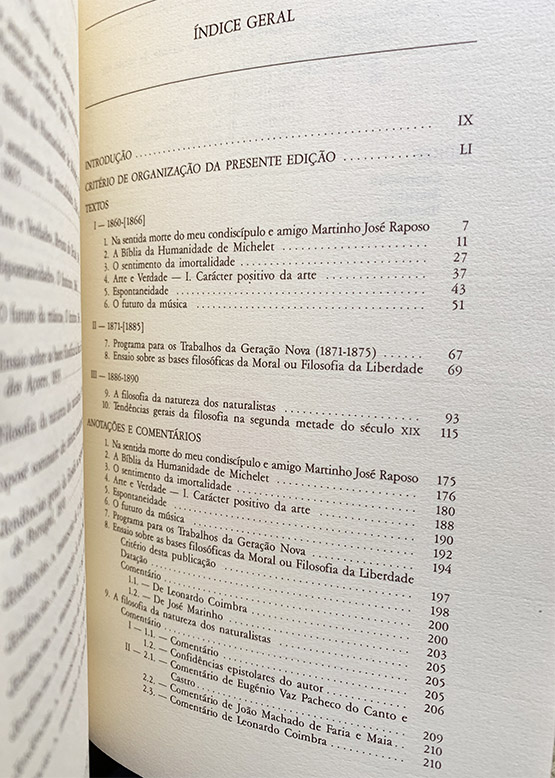 ÍNDICE GERAL
INTRODUÇÃO .......... IX
CRITÉRIO DE ORGANIZAÇÃO DA PRESENTE EDIÇÃO .......... LI
TEXTOS
I — 1860-[1866]
1. Na sentida morte do meu condiscípulo e amigo Martinho José Raposo 7
2. A Bíblia da Humanidade de Michelet .......... 11
3. O sentimento da imortalidade .......... 27
4. Arte e Verdade — I. Carácter positivo da arte .......... 37
5. Espontaneidade .......... 43
6. O futuro da música .......... 51
II — 1871-[1885]
7. Programa para os Trabalhos da Geração Nova (1871-1875) ...... 67
8. Ensaio sobre as bases filosóficas da Moral ou Filosofia da Liberdade 69
III — 1886-1890
9. A filosofia da natureza dos naturalistas .......... 93
10. Tendências gerais da filosofia na segunda metade do século XIX 115
ANOTAÇÕES E COMENTÁRIOS
1. Na sentida morte do meu condiscípulo e amigo Martinho José Raposo 175
2. A Bíblia da Humanidade de Michelet .......... 176
3. O sentimento da imortalidade .......... 180
4. Arte e Verdade — I. Carácter positivo da arte .......... 188
5. Espontaneidade .......... 190
6. O futuro da música .......... 192
7. Programa para os Trabalhos da Geração Nova .......... 194
8. Ensaio sobre as bases filosóficas da Moral ou Filosofia da Liberdade
Critério desta publicação .......... 197
Datação .......... 198
Comentário .......... 200
1.1. — De Leonardo Coimbra .......... 200
1.2. — De José Marinho .......... 203
9. A filosofia da natureza dos naturalistas .......... 205
Comentário .......... 205
I — 1.1. — Comentário .......... 205
1.2. — Confidências epistolares do autor .......... 206
II — 2.1. — Comentário de Eugénio Vaz Pacheco do Canto e
Castro .......... 209
2.2. — Comentário de João Machado de Faria e Maia .. 210
2.3. — Comentário de Leonardo Coimbra .......... 210